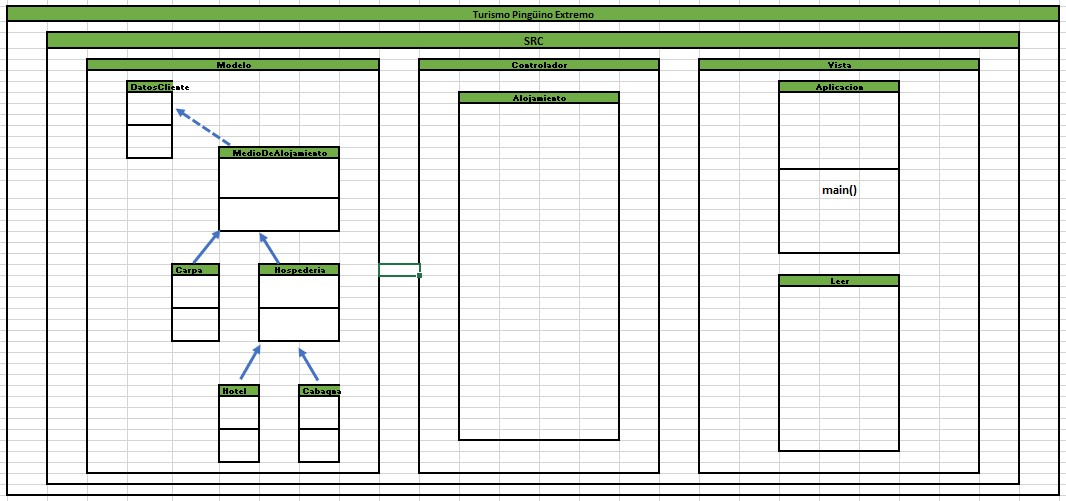 Turismo Pingüino Extremo
SRC
Modelo
Controlador
Vista
DatosCliente
Aplicacion
Alojamiento
MedioDeAlojamiento
main()
Carpa
Hospederia
Leer
Hotel
Cabagna